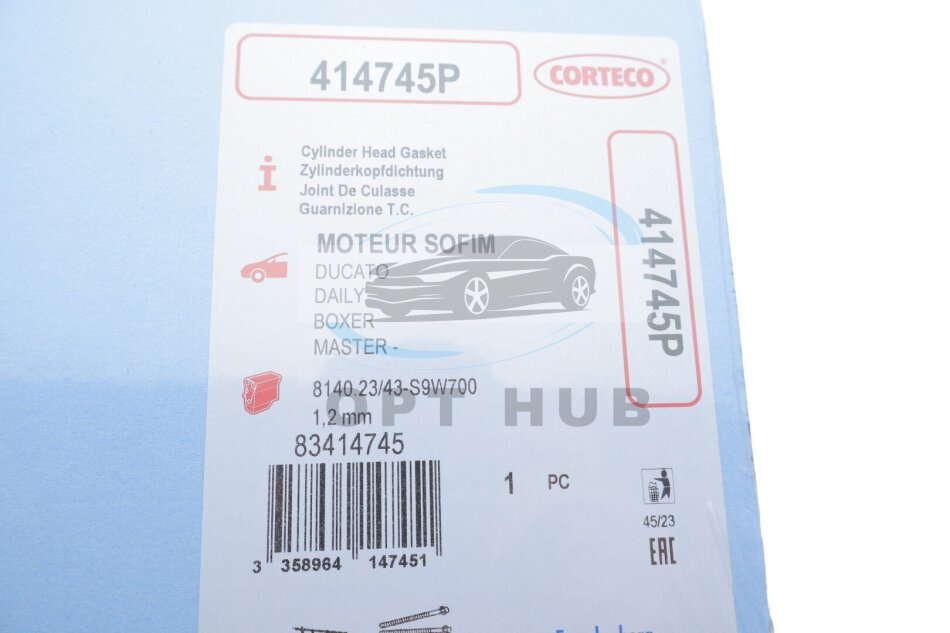 414745P
CORTECO®
Cylinder Head Gasket
Zylinderkopfdichtung
Joint De Culasse
Guarnizione T.C.
414745P
MOTEUR SOFIM
DUCATO
DAILY
BOXER
MASTER -
8140.23/43-S9W700
OPT HUB
1,2 mm
83414745
1 PC
45/23
EAC
3 358964 147451